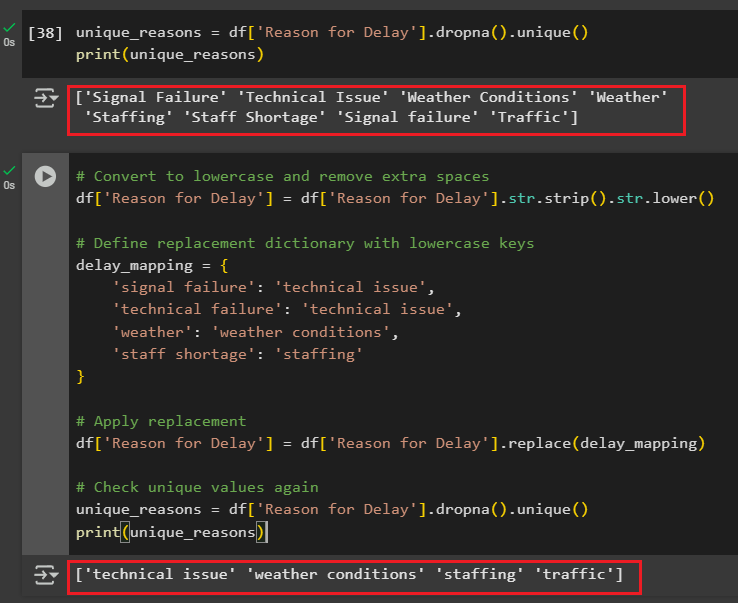 [38] unique_reasons = df['Reason for Delay'].dropna().unique()
0s
print(unique_reasons)
['Signal Failure' 'Technical Issue' 'Weather Conditions' 'Weather'
'Staffing' 'Staff Shortage' 'Signal failure' 'Traffic']
# Convert to lowercase and remove extra spaces
0s
df['Reason for Delay'] = df['Reason for Delay'].str.strip().str.lower()
# Define replacement dictionary with lowercase keys
delay_mapping = {
'signal failure': 'technical issue',
'technical failure': 'technical issue',
'weather': 'weather conditions',
'staff shortage': 'staffing'
}
# Apply replacement
df['Reason for Delay'] = df['Reason for Delay'].replace(delay_mapping)
# Check unique values again
unique_reasons = df['Reason for Delay'].dropna().unique()
print(unique_reasons)
['technical issue' 'weather conditions' 'staffing' 'traffic']